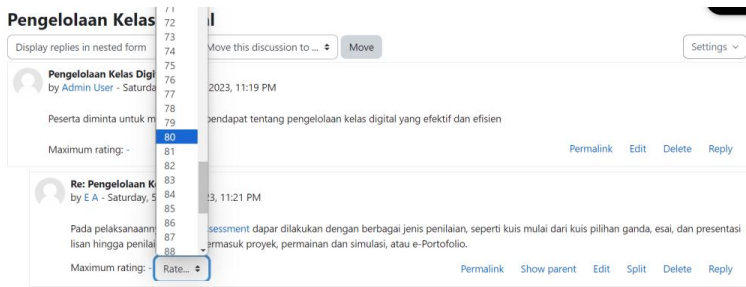 Pengelolaan Kelas
l
71
72
73
74
75
76
77
78
79
80
81
82
83
84
85
86
87
88
Display replies in nested form
Move this discussion to ...
Move
Settings
Pengelolaan Kelas Digi
by Admin User - Saturda
2023, 11:19 PM
Peserta diminta untuk m
pendapat tentang pengelolaan kelas digital yang efektif dan efisien
Maximum rating: -
Permalink Edit Delete Reply
Re: Pengelolaan K
by E A - Saturday, 5
23, 11:21 PM
Pada pelaksanaann
sessment dapar dilakukan dengan berbagai jenis penilaian, seperti kuis mulai dari kuis pilihan ganda, esai, dan presentasi
lisan hingga penilai
ermasuk proyek, permainan dan simulasi, atau e-Portofolio.
Maximum rating: - Rate...
Permalink Show parent Edit Split Delete Reply